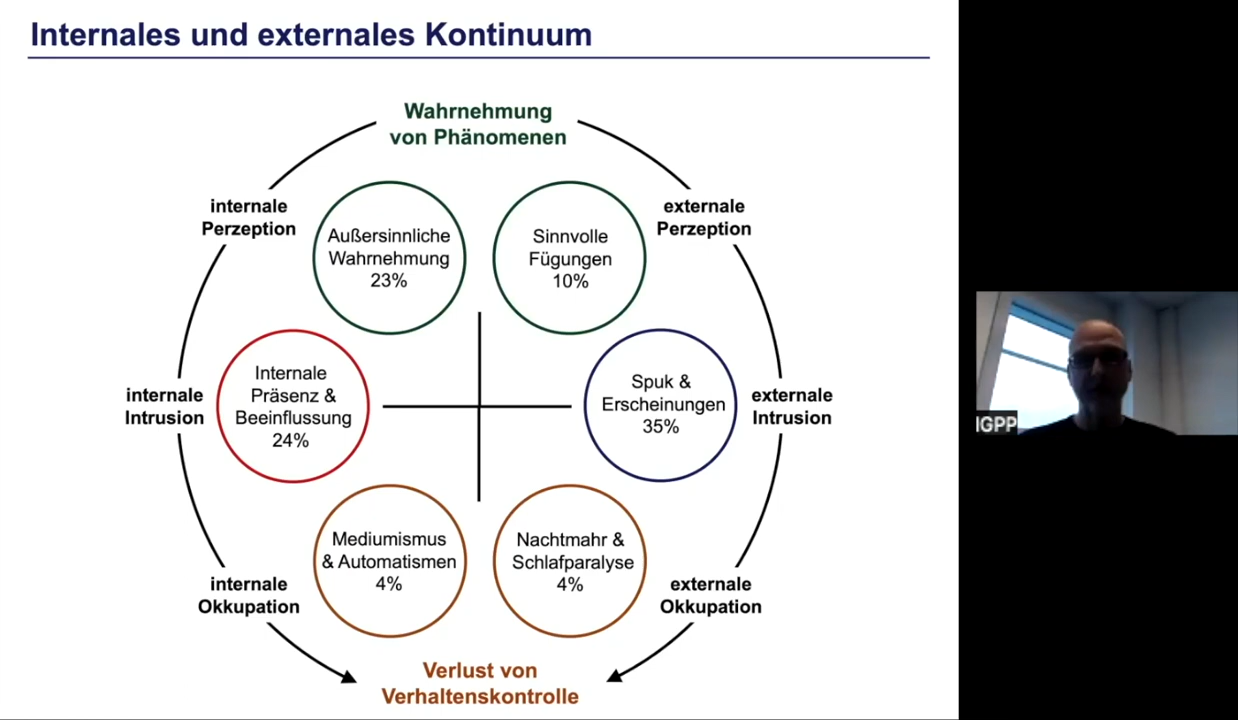 Internales und externales Kontinuum
Wahrnehmung
von Phänomenen
internale
Perzeption
externale
Perzeption
Außersinnliche
Wahrnehmung
23%
Sinnvolle
Fügungen
10%
internale
Intrusion
Internale
Präsenz &
Beeinflussung
24%
Spuk &
Erscheinungen
35%
externale
Intrusion
Mediumismus
& Automatismen
4%
Nachtmahr &
Schlafparalyse
4%
internale
Okkupation
externale
Okkupation
Verlust von
Verhaltenskontrolle
IGPP